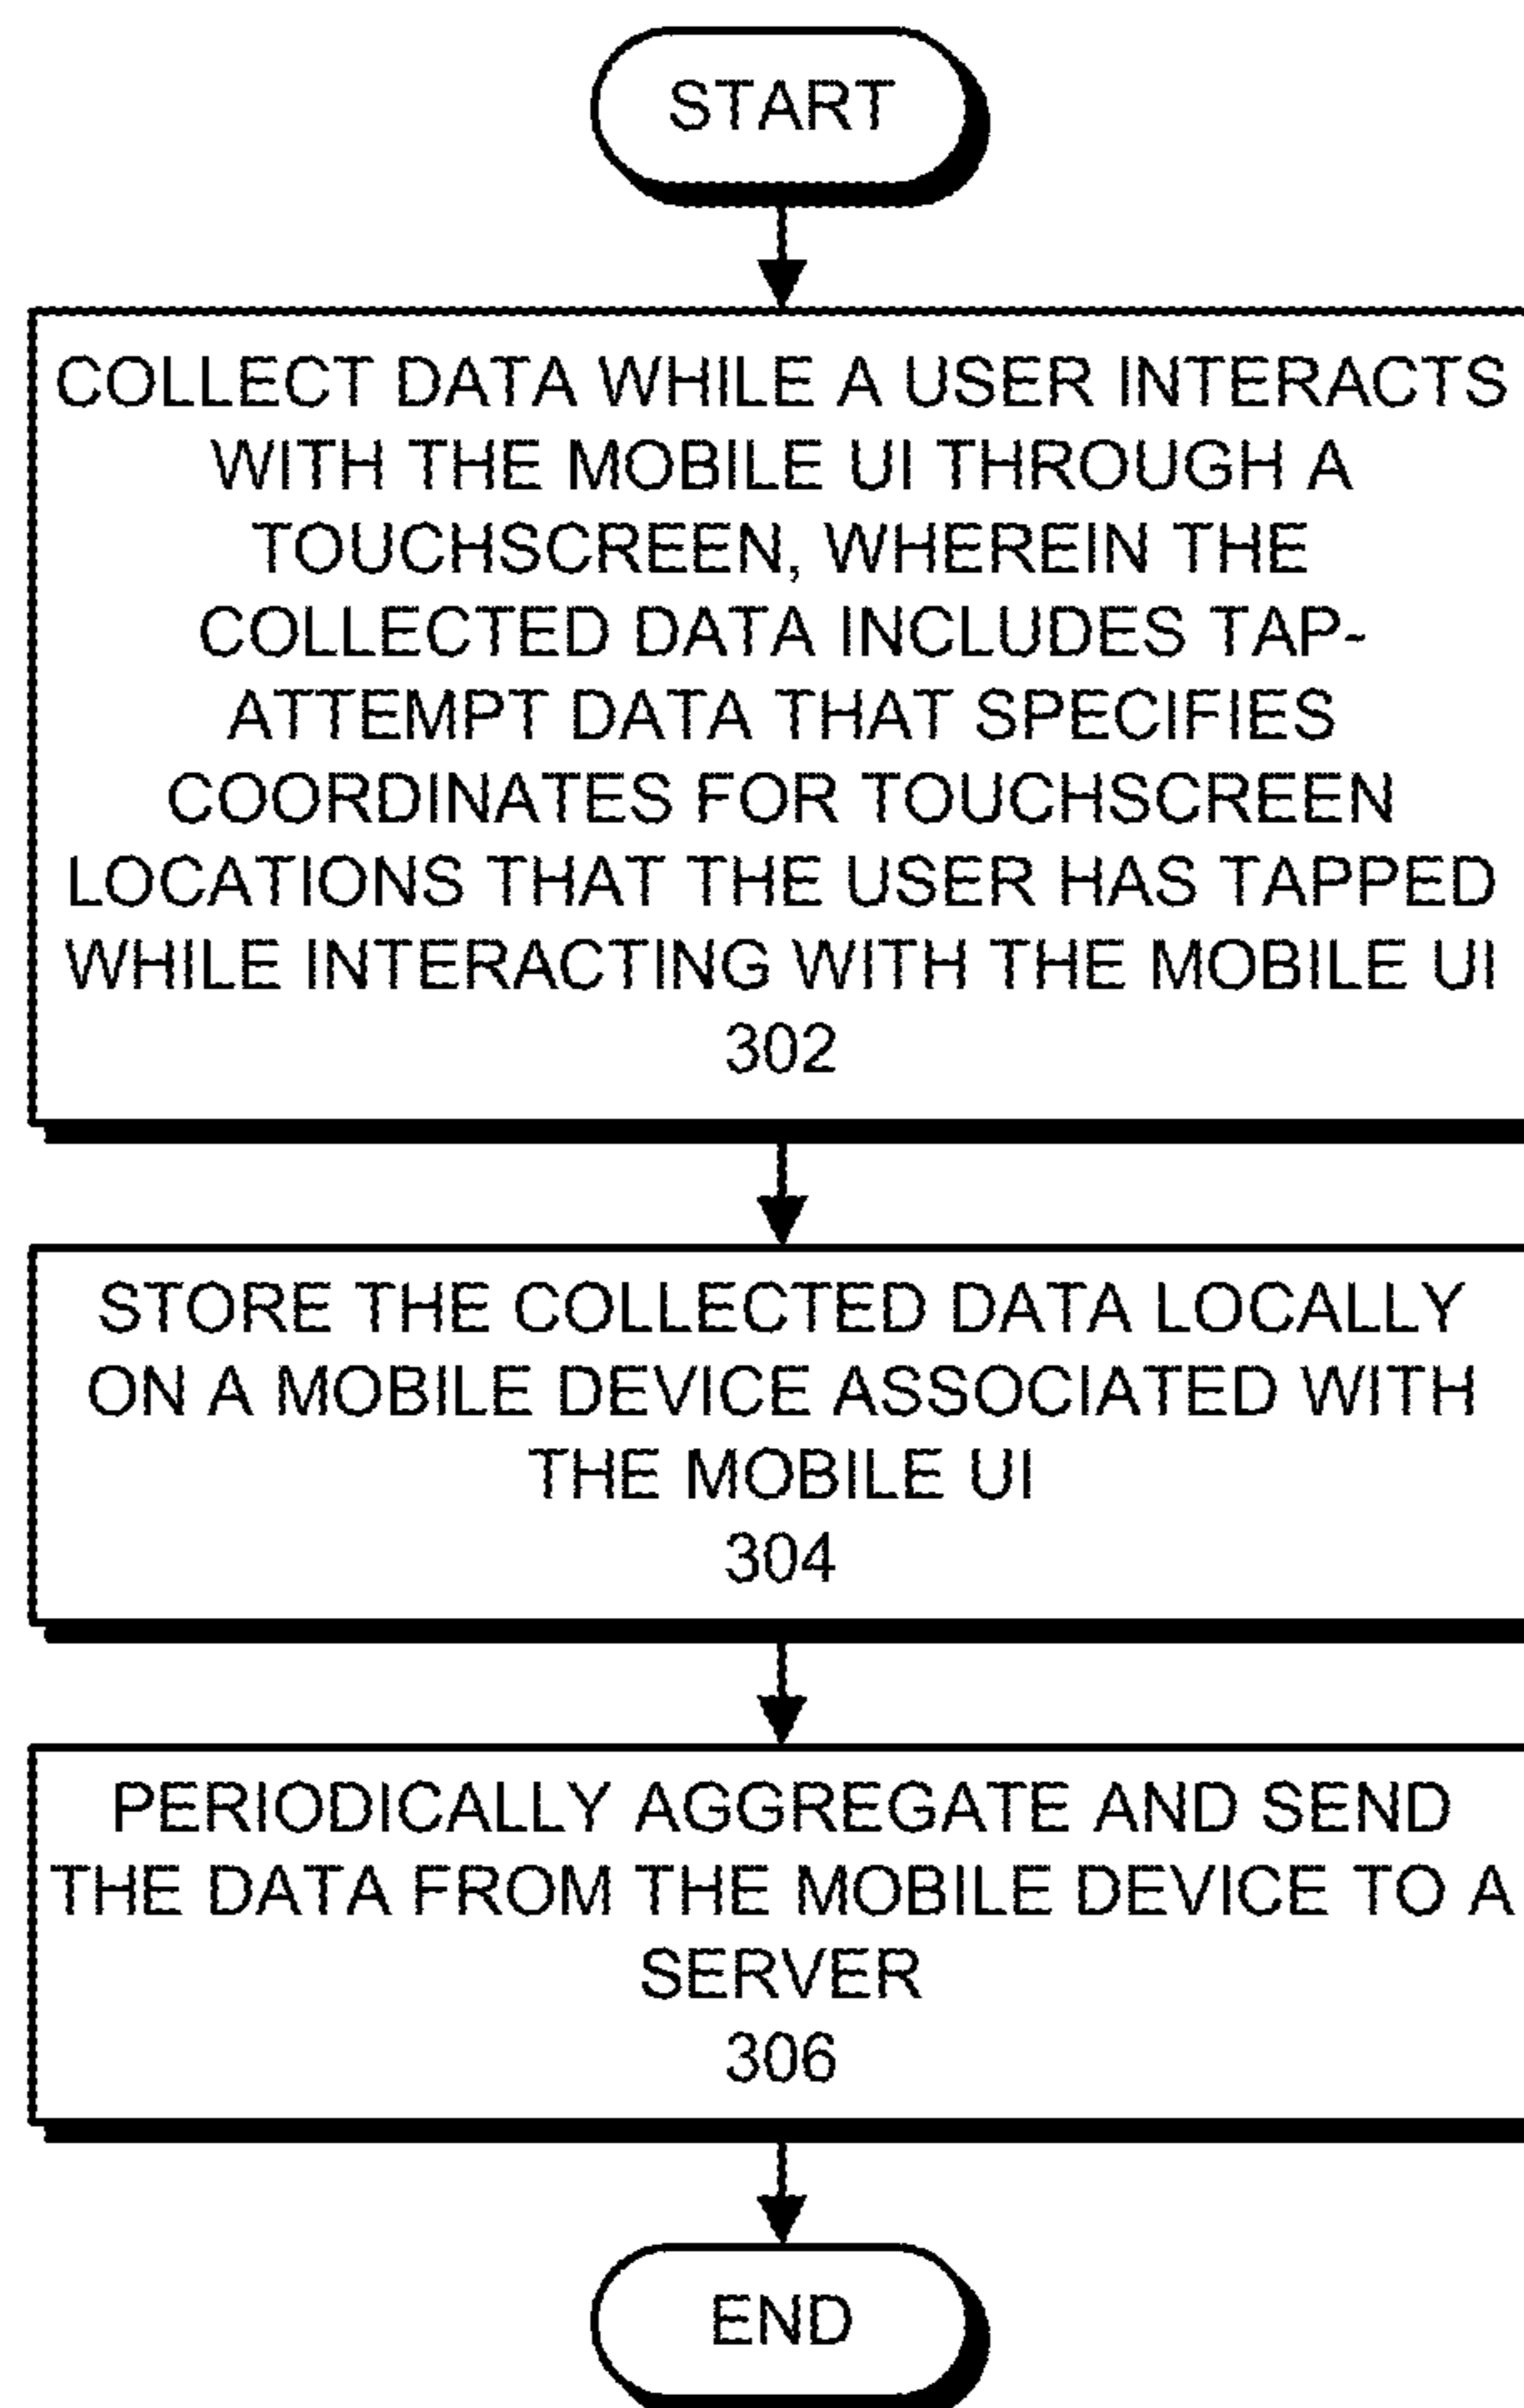 START
COLLECT DATA WHILE A USER INTERACTS
WITH THE MOBILE UI THROUGH A
TOUCHSCREEN, WHEREIN THE
COLLECTED DATA INCLUDES TAP-
ATTEMPT DATA THAT SPECIFIES
COORDINATES FOR TOUCHSCREEN
LOCATIONS THAT THE USER HAS TAPPED
WHILE INTERACTING WITH THE MOBILE UI
302
STORE THE COLLECTED DATA LOCALLY
ON A MOBILE DEVICE ASSOCIATED WITH
THE MOBILE UI
304
PERIODICALLY AGGREGATE AND SEND
THE DATA FROM THE MOBILE DEVICE TO A
SERVER
306
END